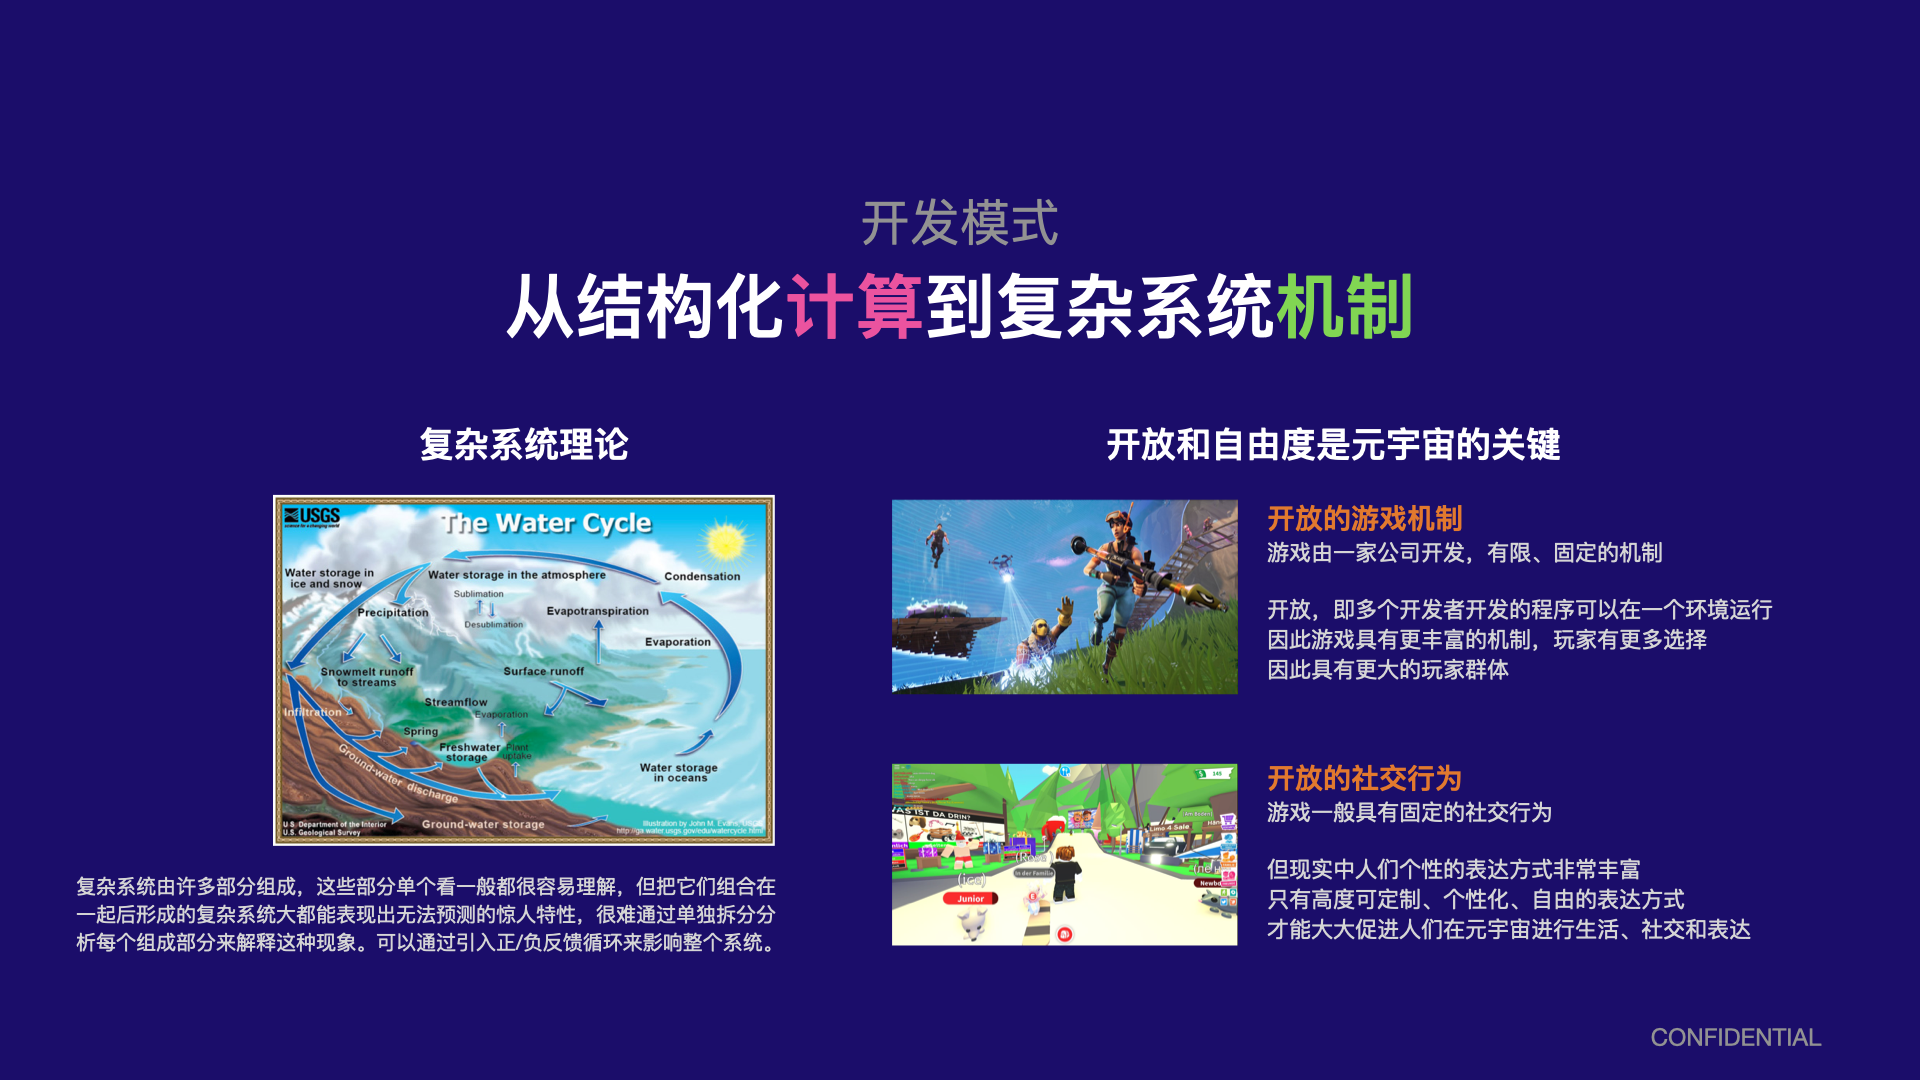 开发模式
从结构化计算到复杂系统机制
复杂系统理论
USGS
science for a changing world
The Water Cycle
Water storage in
ice and snow
Water storage in the atmosphere
Condensation
Sublimation
Precipitation
Evapotranspiration
Desublimation
Evaporation
Snowmelt runoff
to streams
Surface runoff
Streamflow
Evaporation
Infiltration
Spring
Freshwater
storage
Plant
uptake
Ground-water discharge
Water storage
in oceans
U.S. Department of the Interior
U.S. Geological Survey
Ground-water storage
Illustration by John M. Evans, USGS
http://ga.water.usgs.gov/edu/watercycle.html
复杂系统由许多部分组成，这些部分单个看一般都很容易理解，但把它们组合在
一起后形成的复杂系统大都能表现出无法预测的惊人特性，很难通过单独拆分分
析每个组成部分来解释这种现象。可以通过引入正/负反馈循环来影响整个系统。
开放和自由度是元宇宙的关键
开放的游戏机制
游戏由一家公司开发，有限、固定的机制
开放，即多个开发者开发的程序可以在一个环境运行
因此游戏具有更丰富的机制，玩家有更多选择
因此具有更大的玩家群体
WAS IST DA DRIN?
Limo 4 Sale
In der Familie
Junior
开放的社交行为
游戏一般具有固定的社交行为
但现实中人们个性的表达方式非常丰富
只有高度可定制、个性化、自由的表达方式
才能大大促进人们在元宇宙进行生活、社交和表达
CONFIDENTIAL